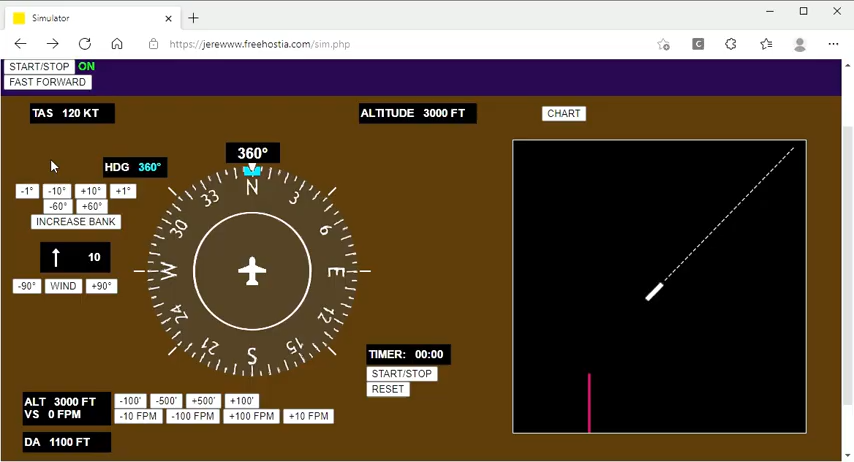 Simulator
https://jerewww.freehostia.com/sim.php
START/STOP ON
FAST FORWARD
TAS 120 KT
ALTITUDE 3000 FT
CHART
360°
HDG 360°
-1° -10° +10° +1°
-60° +60°
INCREASE BANK
10
-90° WIND +90°
N
3
6
E
12
15
S
21
24
W
30
33
TIMER: 00:00
START/STOP
RESET
ALT 3000 FT
VS 0 FPM
-100' -500' +500' +100'
-10 FPM -100 FPM +100 FPM +10 FPM
DA 1100 FT